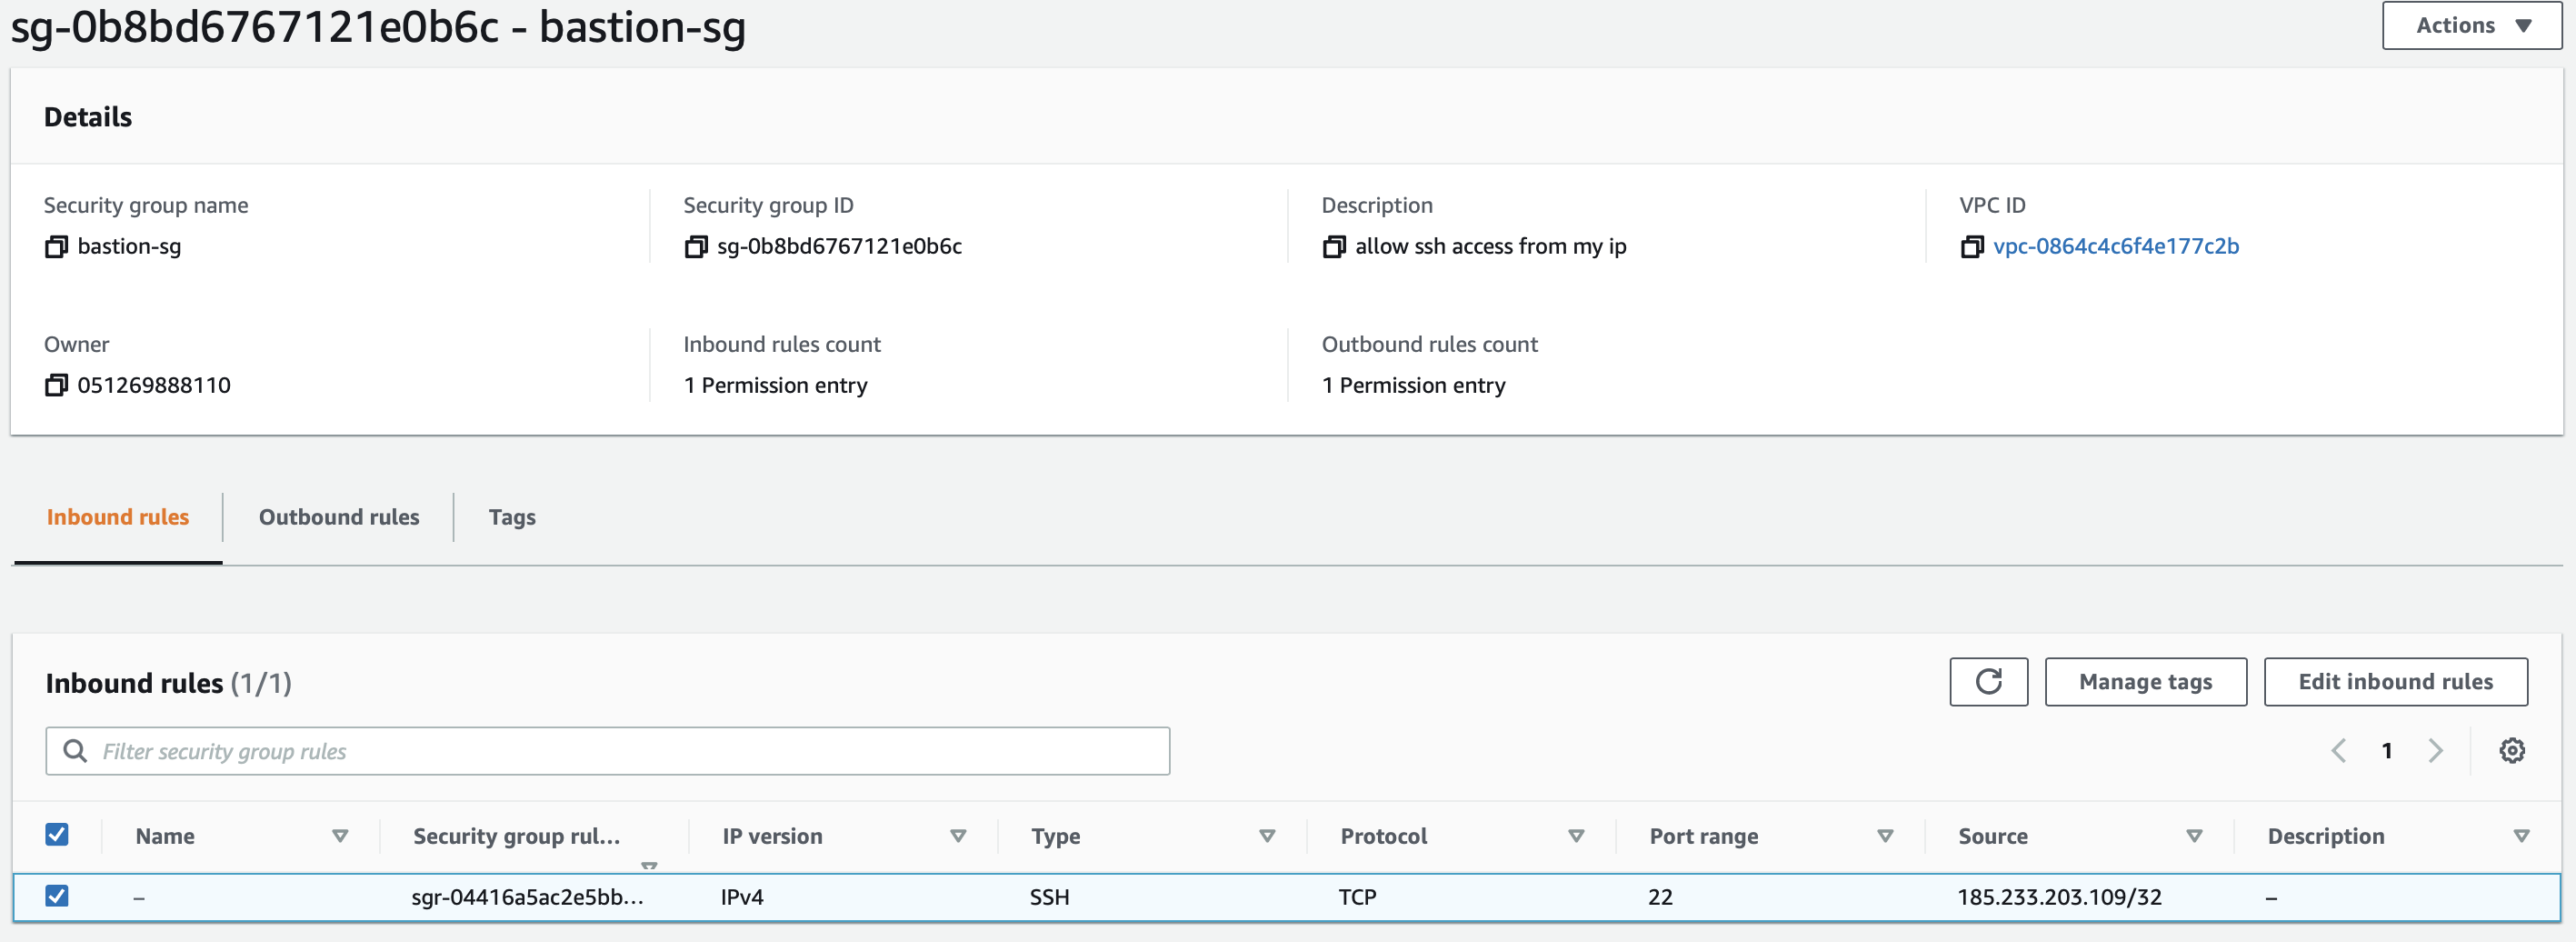 sg-0b8bd6767121e0b6c - bastion-sg
Actions
Details
Security group name
bastion-sg
Security group ID
sg-0b8bd6767121e0b6c
Description
allow ssh access from my ip
VPC ID
vpc-0864c4c6f4e177c2b
Owner
051269888110
Inbound rules count
1 Permission entry
Outbound rules count
1 Permission entry
Inbound rules
Outbound rules
Tags
Inbound rules (1/1)
Manage tags
Edit inbound rules
Filter security group rules
1
Name Security group rul... IP version Type Protocol Port range Source Description
– sgr-04416a5ac2e5bb... IPv4 SSH TCP 22 185.233.203.109/32 –